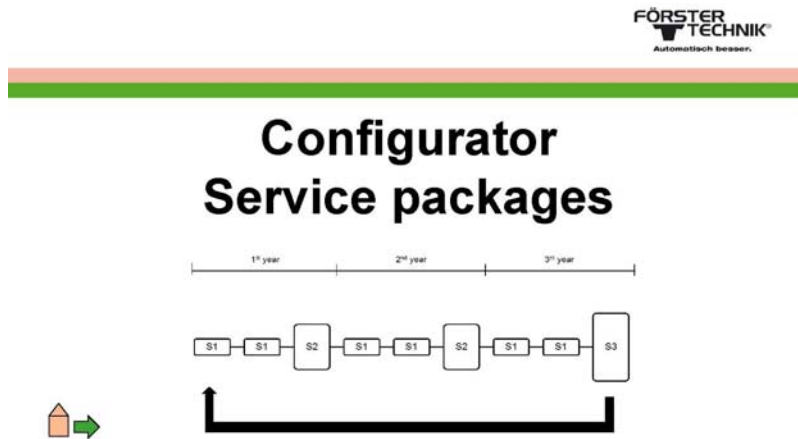 FÖRSTER
TECHNIK®
Automatisch besser.
Configurator
Service packages
1st year 2nd year 3rd year
S1 S1 S2 S1 S1 S2 S1 S1 S3